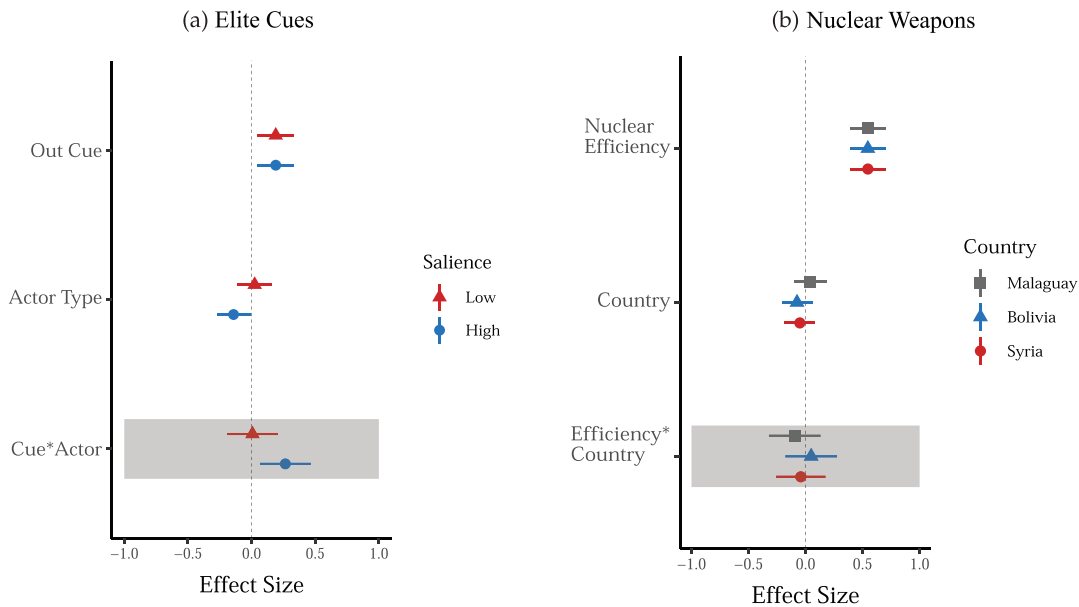 (a) Elite Cues
Out Cue
Actor Type
Cue*Actor
−1.0
−0.5
0.0
0.5
1.0
Effect Size
Salience
Low
High
(b) Nuclear Weapons
Nuclear
Efficiency
Country
Efficiency*
Country
−1.0
−0.5
0.0
0.5
1.0
Effect Size
Country
Malaguay
Bolivia
Syria